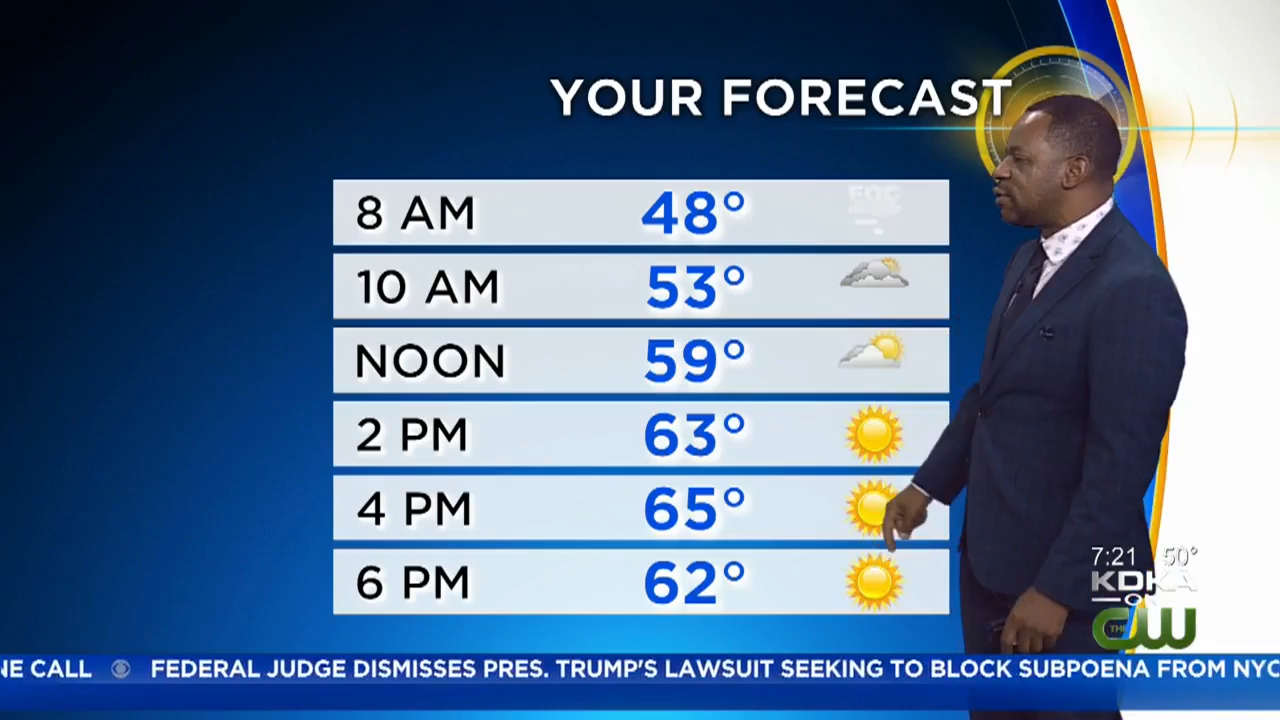 YOUR FORECAST
8 AM 48°
FOG
10 AM 53°
NOON 59°
2 PM 63°
4 PM 65°
6 PM 62°
7:21 50°
KDKA
THE CW
NE CALL FEDERAL JUDGE DISMISSES PRES. TRUMP'S LAWSUIT SEEKING TO BLOCK SUBPOENA FROM NYC